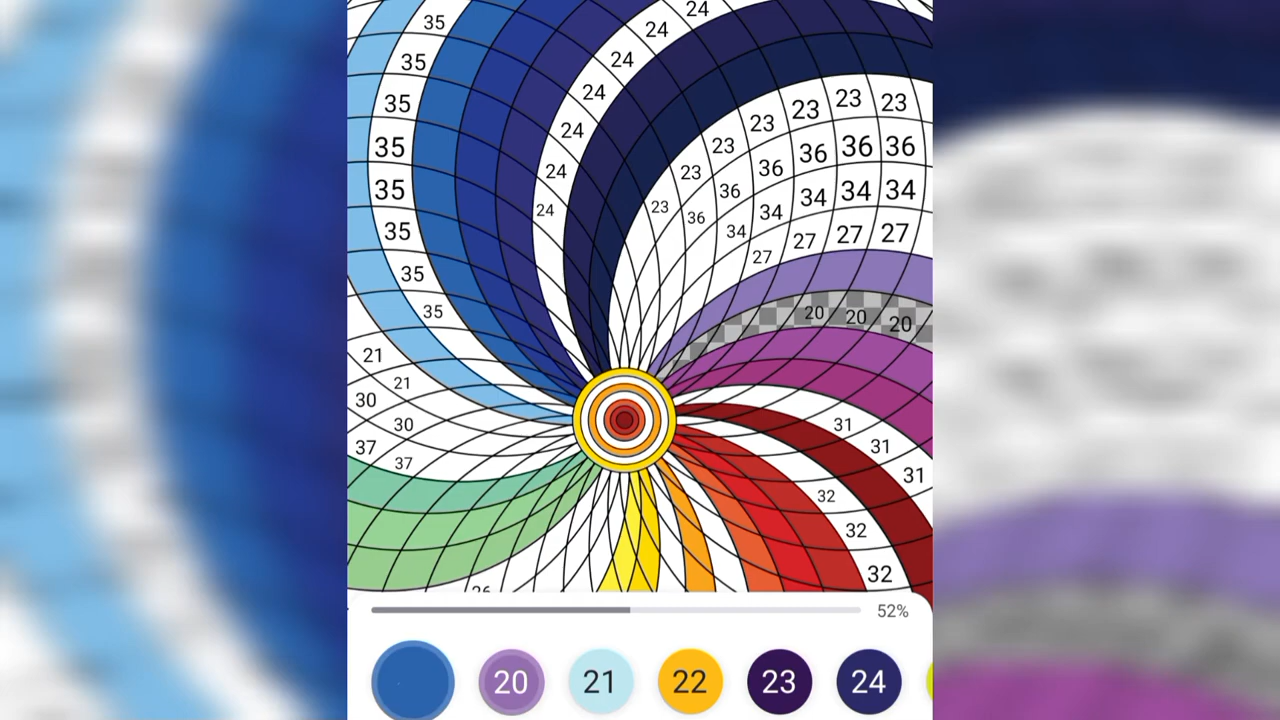 24
35 24
35 24
35 24 23 23 23
23
24 23
35 36 36 36 36
24 23 36
35 34 34 34 36
35 24 23 36 34
27 27 27 34
35 27
35 20 20 20
21
21
30 30 31
37 37 31
31
32
32
32
26
52%
20 21 22 23 24